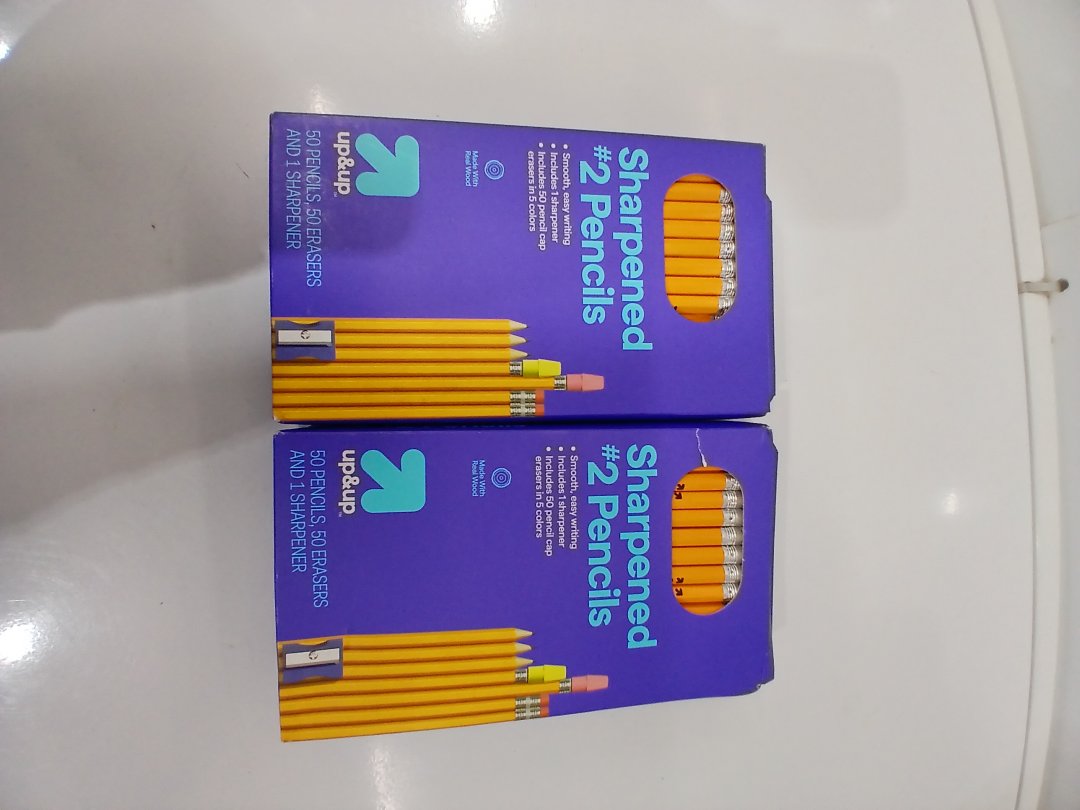 Sharpened
#2 Pencils
• Smooth, easy writing
• Includes 1 sharpener
• Includes 50 pencil cap
erasers in 5 colors
Made With
Real Wood
up&up™
50 PENCILS, 50 ERASERS
AND 1 SHARPENER
Sharpened
#2 Pencils
• Smooth, easy writing
• Includes 1 sharpener
• Includes 50 pencil cap
erasers in 5 colors
Made With
Real Wood
up&up™
50 PENCILS, 50 ERASERS
AND 1 SHARPENER